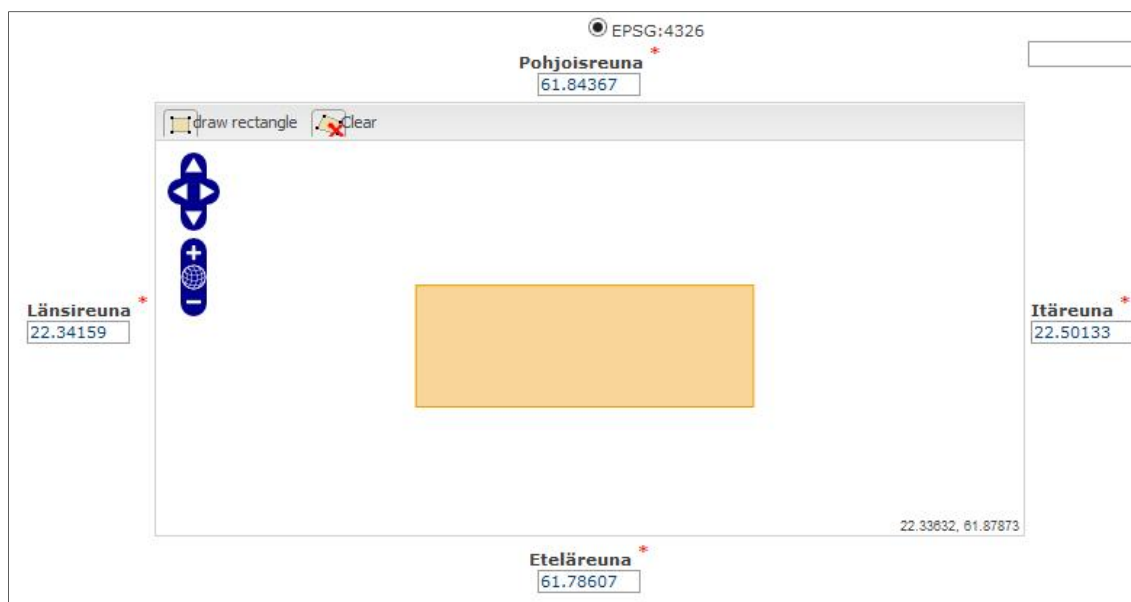 EPSG:4326
Pohjoisreuna *
61.84367
draw rectangle Clear
Länsireuna *
22.34159
Itäreuna *
22.50133
22.33632, 61.87873
Eteläreuna *
61.78607